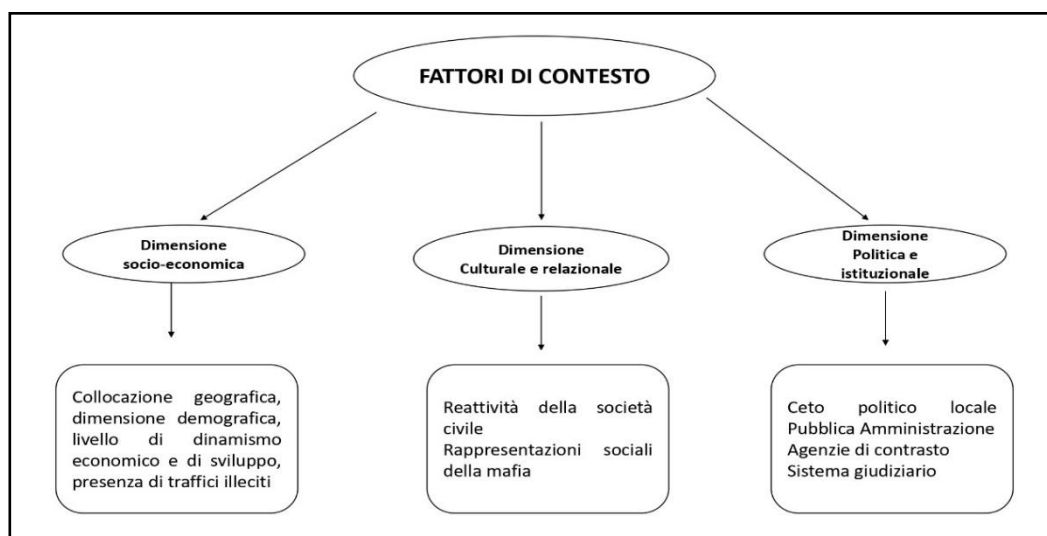 FATTORI DI CONTESTO
Dimensione
socio-economica
Dimensione
Culturale e relazionale
Dimensione
Politica e
istituzionale
Collocazione geografica,
dimensione demografica,
livello di dinamismo
economico e di sviluppo,
presenza di traffici illeciti
Reattività della società
civile
Rappresentazioni sociali
della mafia
Ceto politico locale
Pubblica Amministrazione
Agenzie di contrasto
Sistema giudiziario